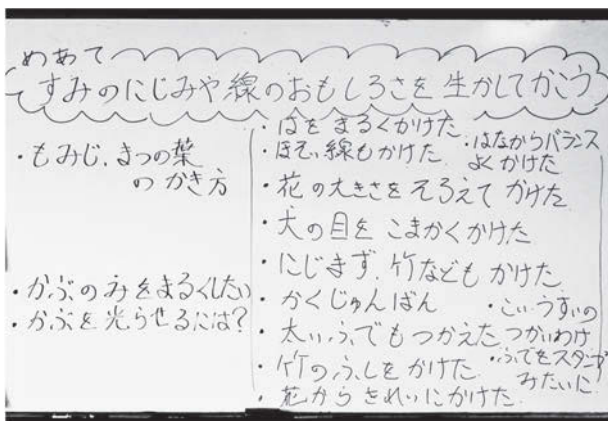 めあて
すみのにじみや線のおもしろさを生かしてかこう
・もみじ、まつの葉
のかき方
・かぶのみをまるくしたい
・かぶを光らせるには?
・はをまるくかけた
・ほそい線もかけた
・はなからバランス
よくかけた
・花の大きさをそろえてかけた
・犬の目をこまかくかけた
・にじまず、竹などもかけた
・かくじゅんばん
・こい・うすいの
つかいわけ
・太いふでもつかえた
・竹のふしをかけた
・ふでをスタンプ
みたいに
・花からきれいにかけた